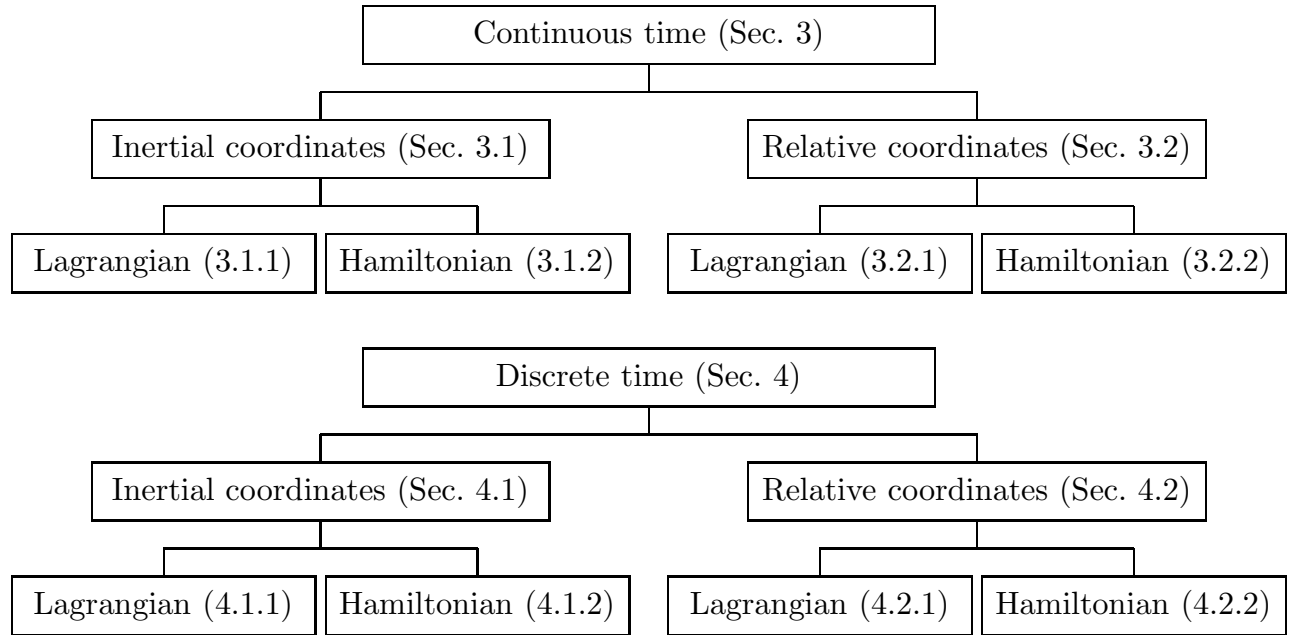 Continuous time (Sec. 3)
Inertial coordinates (Sec. 3.1)
Relative coordinates (Sec. 3.2)
Lagrangian (3.1.1)
Hamiltonian (3.1.2)
Lagrangian (3.2.1)
Hamiltonian (3.2.2)
Discrete time (Sec. 4)
Inertial coordinates (Sec. 4.1)
Relative coordinates (Sec. 4.2)
Lagrangian (4.1.1)
Hamiltonian (4.1.2)
Lagrangian (4.2.1)
Hamiltonian (4.2.2)